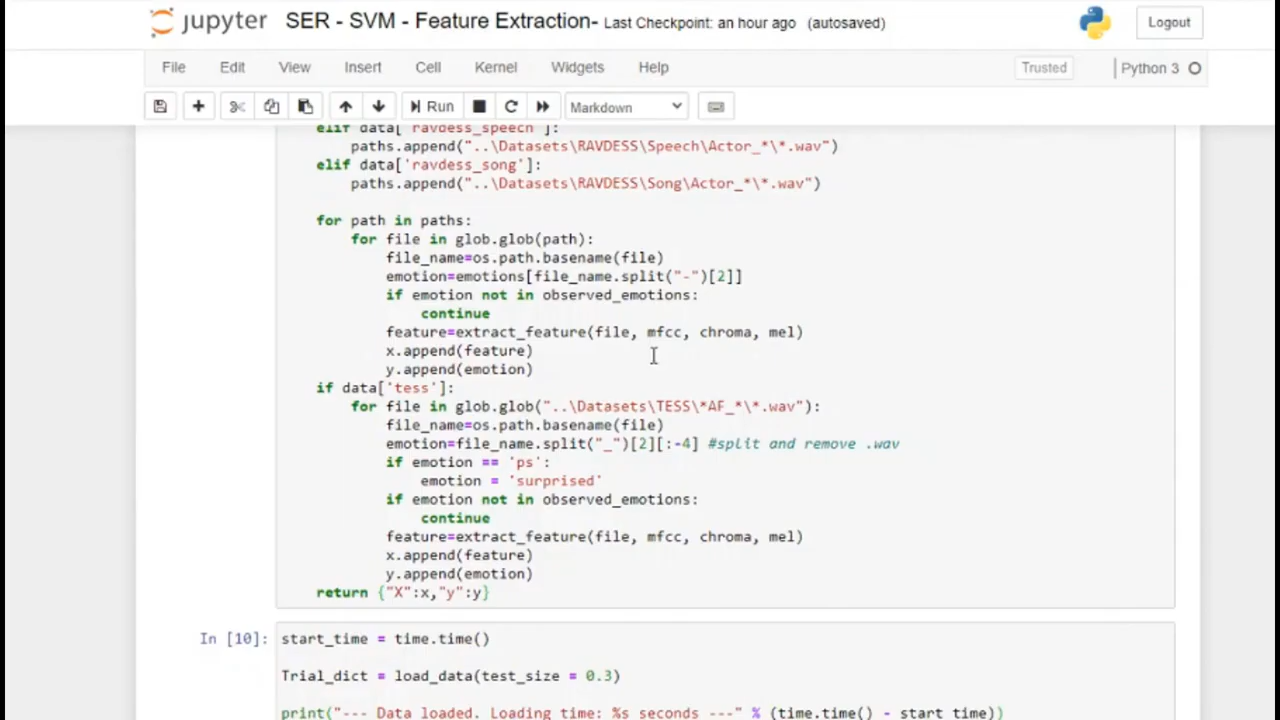 jupyter SER - SVM - Feature Extraction- Last Checkpoint: an hour ago (autosaved) Logout
File Edit View Insert Cell Kernel Widgets Help Trusted Python 3
Run Markdown
elif data['ravdess_speech']:
paths.append("..\Datasets\RAVDESS\Speech\Actor_*\*.wav")
elif data['ravdess_song']:
paths.append("..\Datasets\RAVDESS\Song\Actor_*\*.wav")
for path in paths:
for file in glob.glob(path):
file_name=os.path.basename(file)
emotion=emotions[file_name.split("-")[2]]
if emotion not in observed_emotions:
continue
feature=extract_feature(file, mfcc, chroma, mel)
x.append(feature)
y.append(emotion)
if data['tess']:
for file in glob.glob("..\Datasets\TESS\*AF_*\*.wav"):
file_name=os.path.basename(file)
emotion=file_name.split("_")[2][:-4] #split and remove .wav
if emotion == 'ps':
emotion = 'surprised'
if emotion not in observed_emotions:
continue
feature=extract_feature(file, mfcc, chroma, mel)
x.append(feature)
y.append(emotion)
return {"X":x,"y":y}
In [10]: start_time = time.time()
Trial_dict = load_data(test_size = 0.3)
print("--- Data loaded. Loading time: %s seconds ---" % (time.time() - start_time))